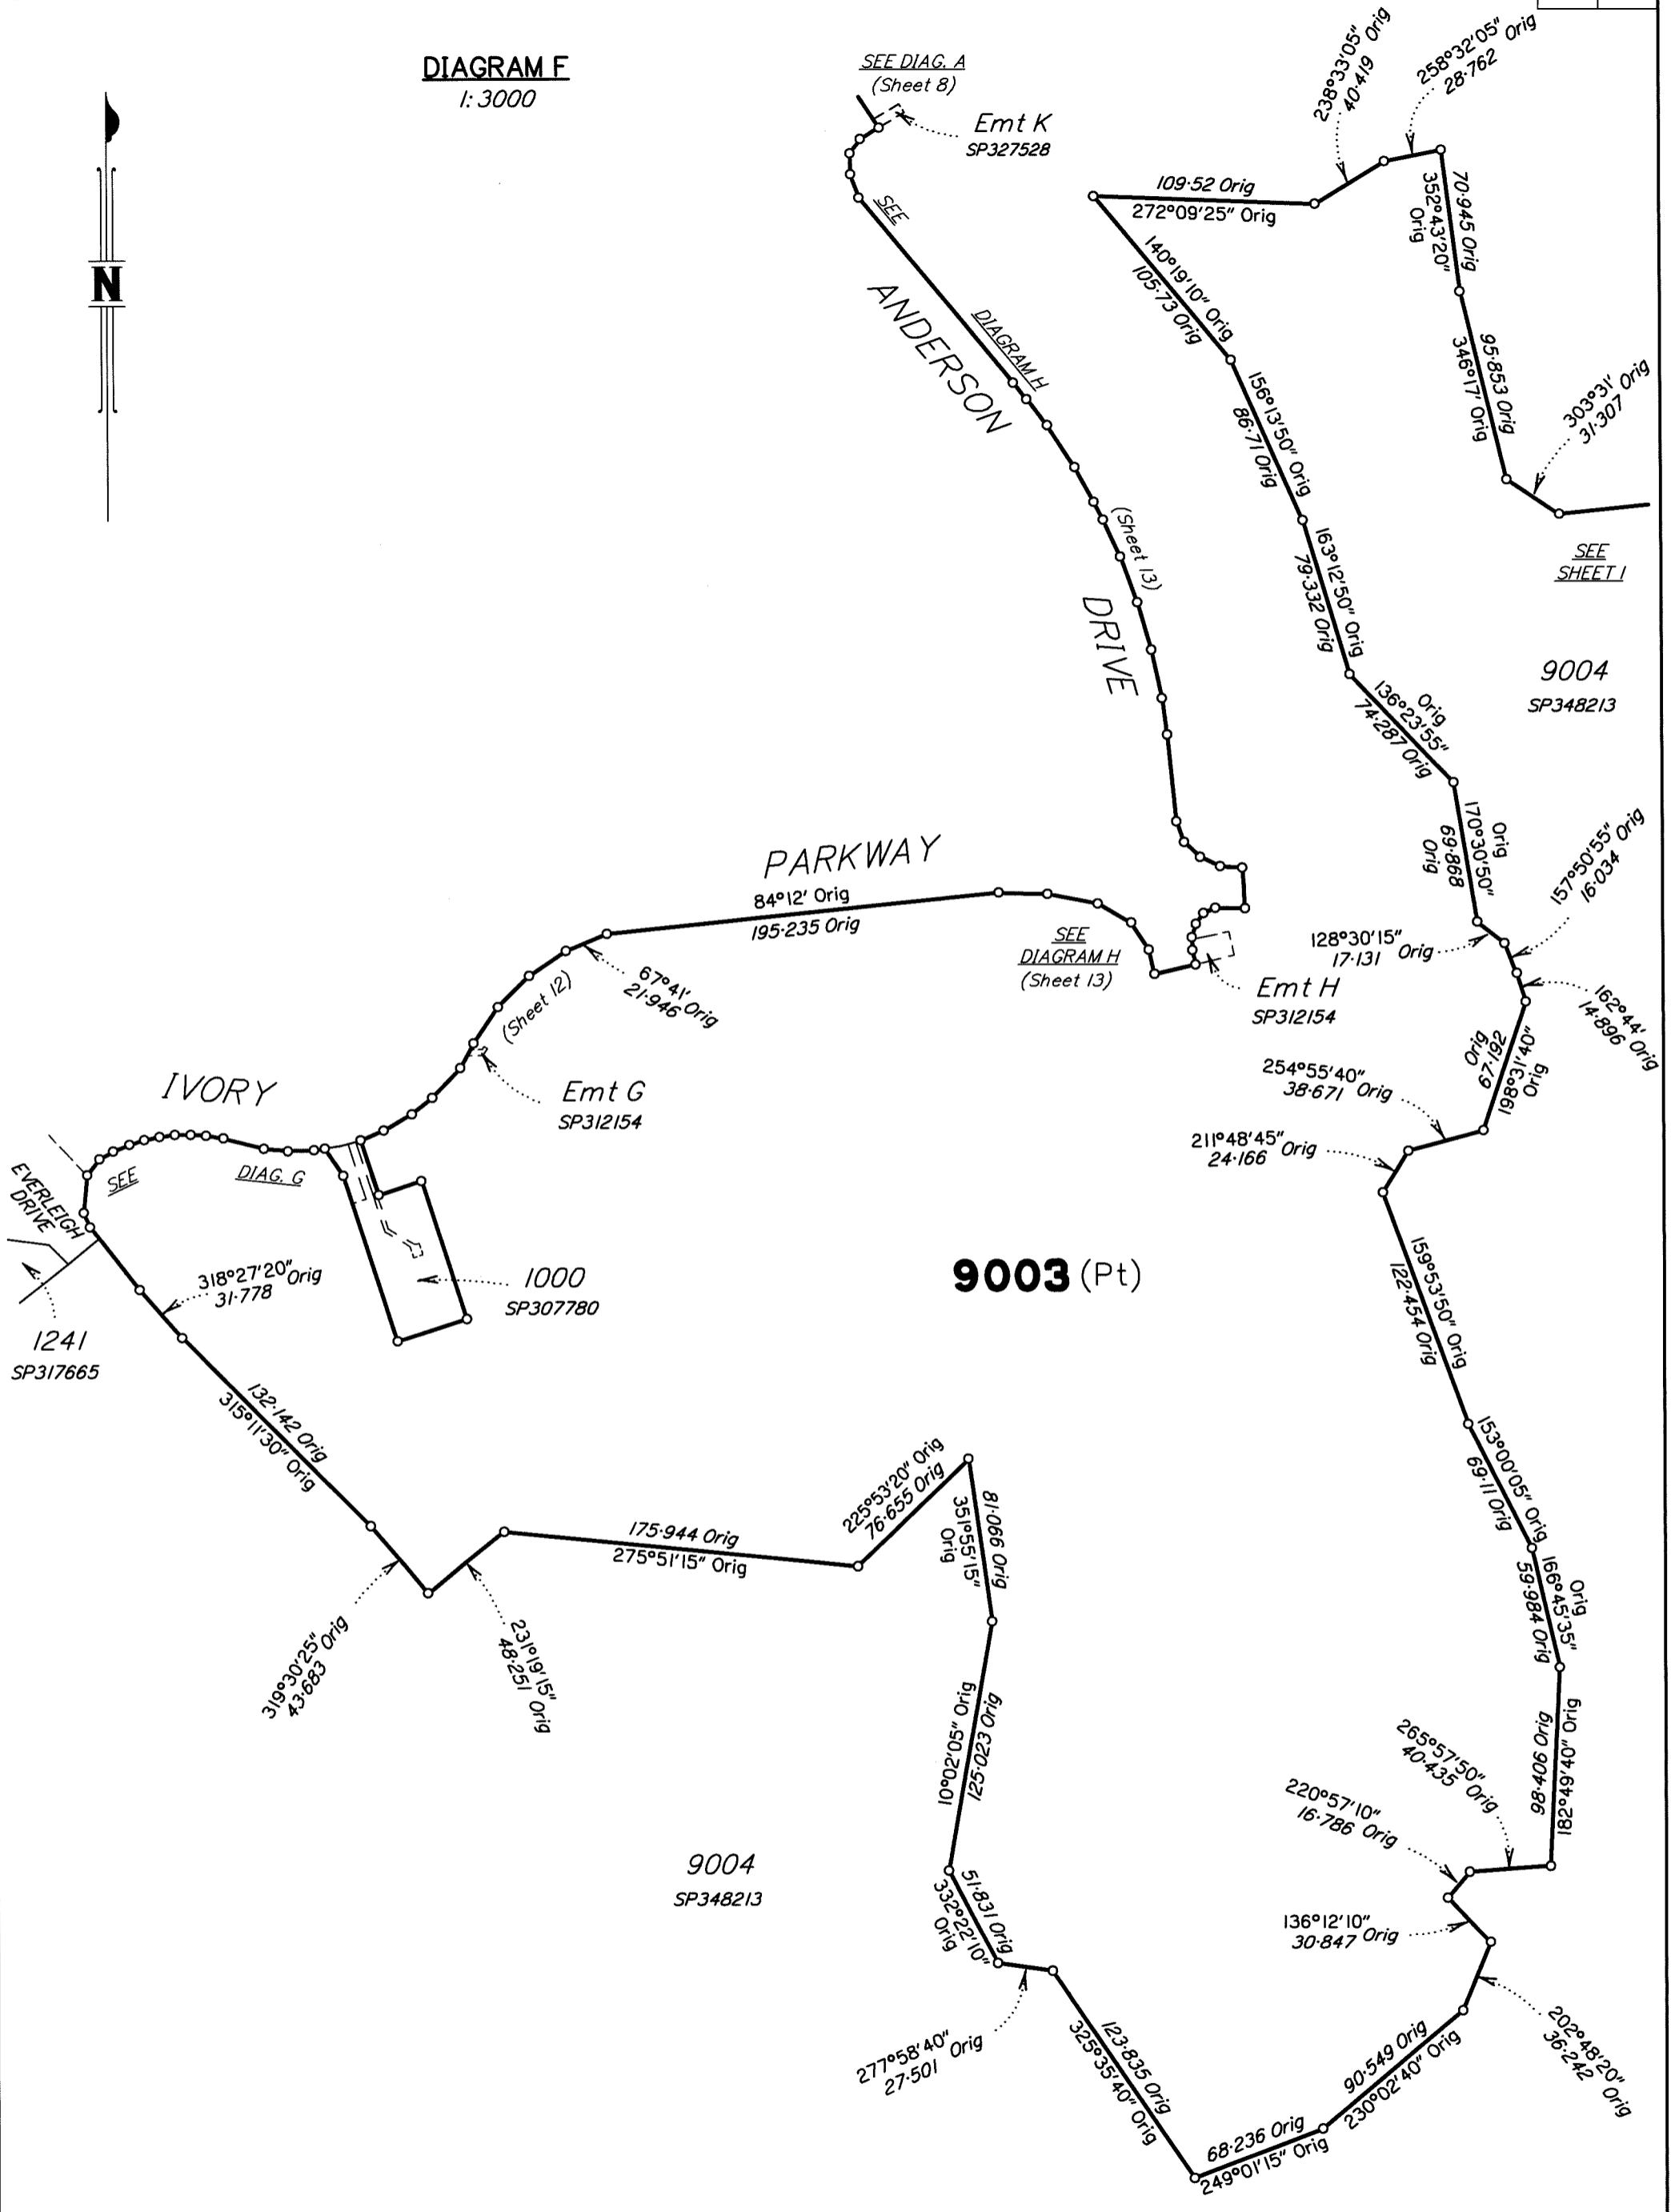 DIAGRAM F
1:3000
N
SEE DIAG. A
(Sheet 8)
Emt K
SP327528
238°33'05"
40·419 Orig
258°32'05" Orig
28·762
109·52 Orig
272°09'25" Orig
70·945 Orig
352°43'20"
Orig
SEE
DIAGRAM H
(Sheet 13)
ANDERSON
DRIVE
140°19'10" Orig
105·73 Orig
95·853 Orig
346°17' Orig
303°31' Orig
31·307
156°13'50" Orig
86·71 Orig
SEE
SHEET 1
163°12'50" Orig
79·332 Orig
9004
SP348213
Orig
136°23'55"
74·287 Orig
Orig
170°30'50"
69·868
Orig
157°50'55" Orig
16·034
PARKWAY
84°12' Orig
195·235 Orig
128°30'15"
17·131 Orig
SEE
DIAGRAM H
(Sheet 13)
67°41'
21·946 Orig
(Sheet 12)
Emt H
SP312154
162°44'
14·896 Orig
Orig
67·192
198°31'40"
Orig
254°55'40"
38·671 Orig
IVORY
Emt G
SP312154
211°48'45"
24·166 Orig
EVERLEIGH
DRIVE
SEE
DIAG. G
318°27'20" Orig
31·778
1000
SP307780
9003 (Pt)
1241
SP317665
159°53'50" Orig
122·454 Orig
132·142 Orig
315°11'30" Orig
153°00'05" Orig
69·11 Orig
225°53'20" Orig
76·655 Orig
81·066 Orig
351°55'15"
Orig
175·944 Orig
275°51'15" Orig
Orig
166°45'35"
59·984 Orig
319°30'25"
43·683 Orig
231°19'15"
48·251 Orig
10°02'05" Orig
125·023 Orig
98·406 Orig
182°49'40" Orig
265°57'50"
40·435 Orig
220°57'10"
16·786 Orig
9004
SP348213
51·831 Orig
332°22'10"
Orig
136°12'10"
30·847 Orig
277°58'40"
27·501 Orig
123·835 Orig
325°35'40" Orig
202°48'20"
36·242 Orig
90·549 Orig
230°02'40" Orig
68·236 Orig
249°01'15" Orig